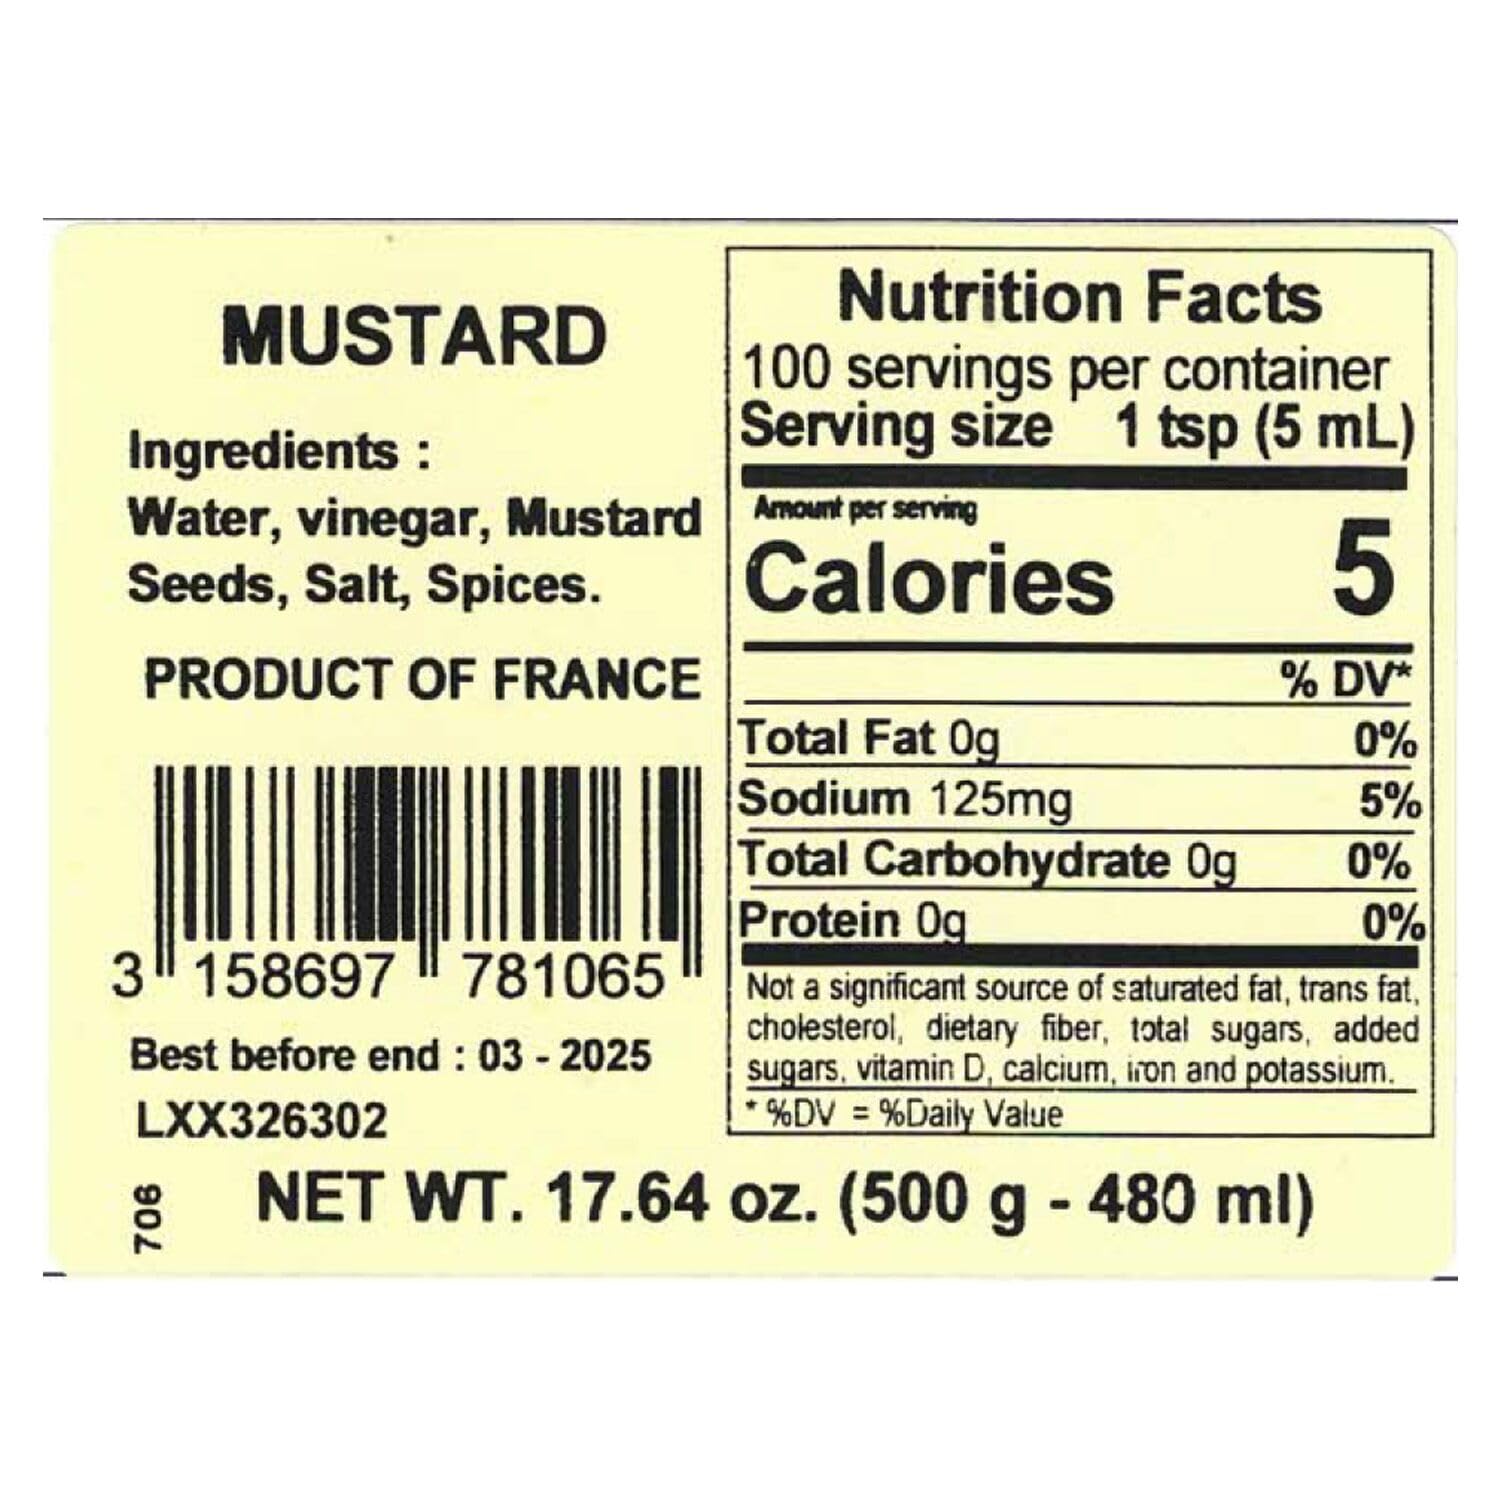 MUSTARD
Ingredients :
Water, vinegar, Mustard
Seeds, Salt, Spices.
PRODUCT OF FRANCE
3 158697 781065
Best before end : 03 - 2025
LXX326302
706
Nutrition Facts
100 servings per container
Serving size 1 tsp (5 mL)
Amount per serving
Calories 5
% DV*
Total Fat 0g 0%
Sodium 125mg 5%
Total Carbohydrate 0g 0%
Protein 0g 0%
Not a significant source of saturated fat, trans fat,
cholesterol, dietary fiber, total sugars, added
sugars, vitamin D, calcium, iron and potassium.
* %DV = %Daily Value
NET WT. 17.64 oz. (500 g - 480 ml)